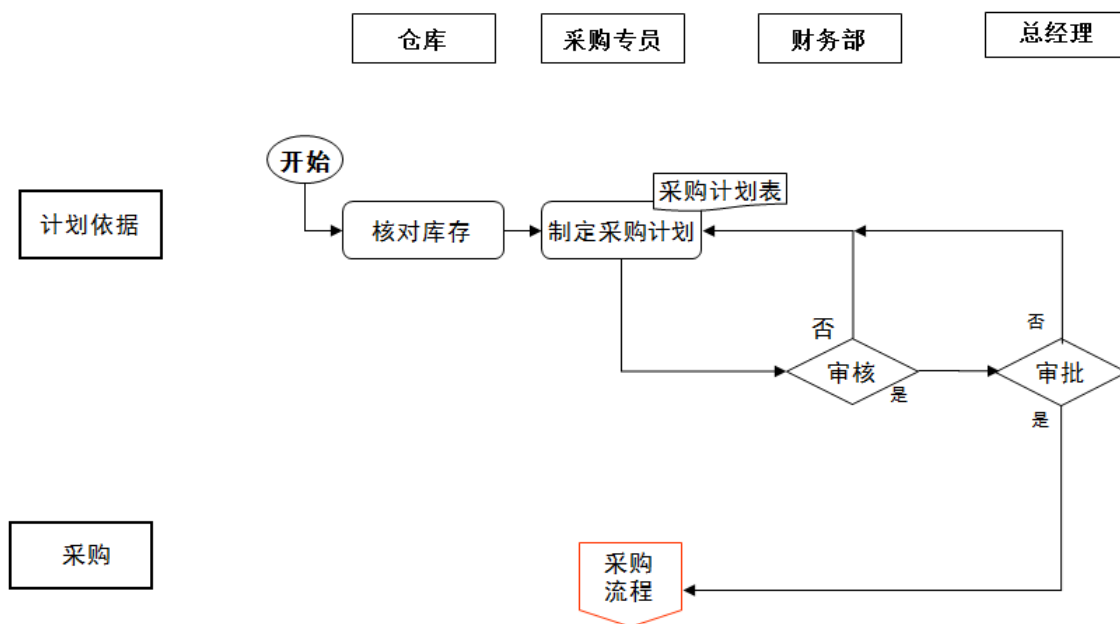 仓库
采购专员
财务部
总经理
开始
采购计划表
计划依据
核对库存
制定采购计划
否
否
审核
是
审批
是
采购
采购
流程